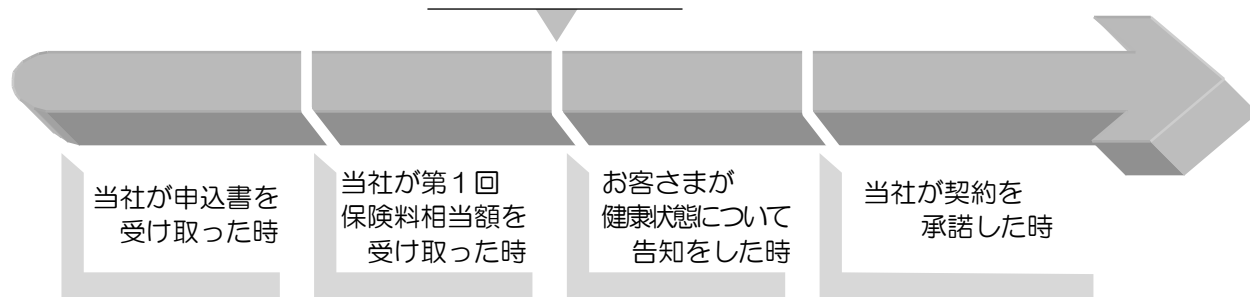 当社が申込書を
受け取った時
当社が第１回
保険料相当額を
受け取った時
お客さまが
健康状態について
告知をした時
当社が契約を
承諾した時